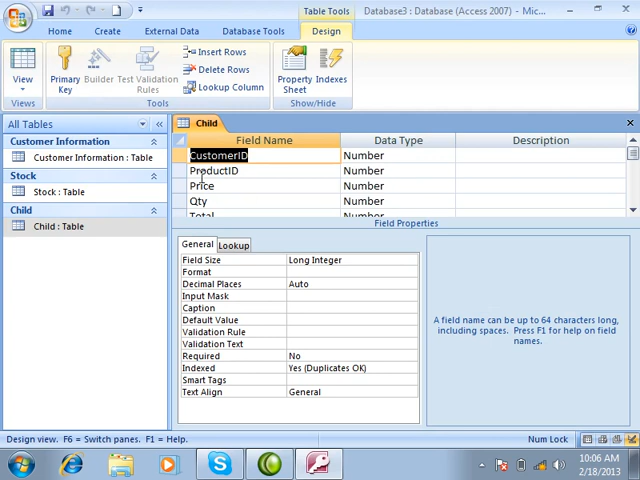 Table Tools
Database3 : Database (Access 2007) - Mi...
Home
Create
External Data
Database Tools
Design
View
Primary Key
Builder
Test Validation Rules
Insert Rows
Delete Rows
Lookup Column
Property Sheet
Indexes
Views
Tools
Show/Hide
All Tables
Customer Information
Customer Information : Table
Stock
Stock : Table
Child
Child : Table
Child
Field Name
Data Type
Description
CustomerID
Number
ProductID
Number
Price
Number
Qty
Number
Total
Number
Field Properties
General
Lookup
Field Size
Long Integer
Format
Decimal Places
Auto
Input Mask
Caption
Default Value
Validation Rule
Validation Text
Required
No
Indexed
Yes (Duplicates OK)
Smart Tags
Text Align
General
A field name can be up to 64 characters long,
including spaces. Press F1 for help on field
names.
Design view. F6 = Switch panes. F1 = Help.
Num Lock
10:06 AM
2/18/2013